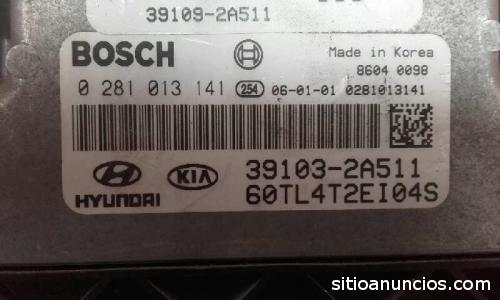 39109-2A511
BOSCH
Made in Korea
8604 0098
0 281 013 141 254 06-01-01 0281013141
HYUNDAI KIA
39103-2A511
60TL4T2EI04S
sitioanuncios.com